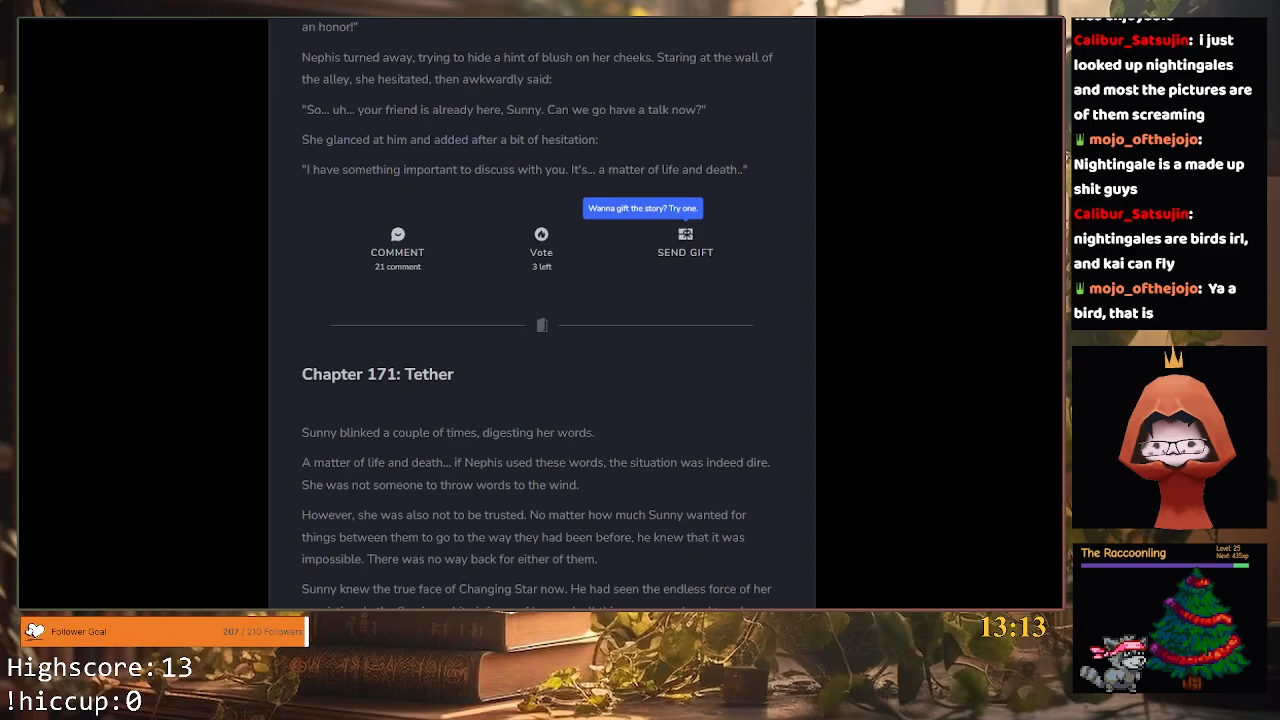 an honor!"
Nephis turned away, trying to hide a hint of blush on her cheeks. Staring at the wall of
the alley, she hesitated, then awkwardly said:
"So... uh... your friend is already here, Sunny. Can we go have a talk now?"
She glanced at him and added after a bit of hesitation:
"I have something important to discuss with you. It's... a matter of life and death.."
Wanna gift the story? Try one.
COMMENT
21 comment
Vote
3 left
SEND GIFT
Chapter 171: Tether
Sunny blinked a couple of times, digesting her words.
A matter of life and death... if Nephis used these words, the situation was indeed dire.
She was not someone to throw words to the wind.
However, she was also not to be trusted. No matter how much Sunny wanted for
things between them to go to the way they had been before, he knew that it was
impossible. There was no way back for either of them.
Sunny knew the true face of Changing Star now. He had seen the endless force of her
Calibur_Satsujin: i just
looked up nightingales
and most the pictures are
of them screaming
mojo_ofthejojo:
Nightingale is a made up
shit guys
Calibur_Satsujin:
nightingales are birds irl,
and kai can fly
mojo_ofthejojo: Ya a
bird, that is
The Raccoonling
Level: 25
Next: 435xp
Follower Goal
207 / 210 Followers
13:13
Highscore:13
!hiccup:0